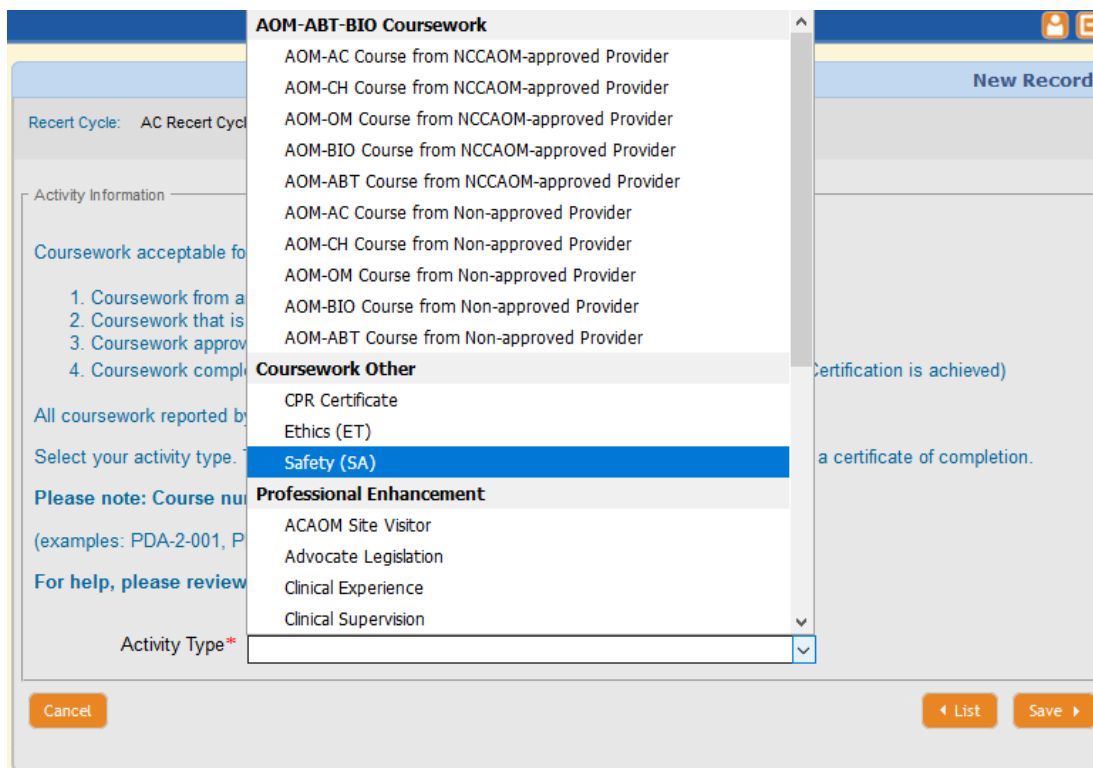 New Record
Recert Cycle: AC Recert Cycl
Activity Information
Coursework acceptable fo
1. Coursework from a
2. Coursework that is
3. Coursework approv
4. Coursework comple
Certification is achieved)
All coursework reported by
Select your activity type.
a certificate of completion.
Please note: Course nu
(examples: PDA-2-001, P
For help, please review
AOM-ABT-BIO Coursework
AOM-AC Course from NCCAOM-approved Provider
AOM-CH Course from NCCAOM-approved Provider
AOM-OM Course from NCCAOM-approved Provider
AOM-BIO Course from NCCAOM-approved Provider
AOM-ABT Course from NCCAOM-approved Provider
AOM-AC Course from Non-approved Provider
AOM-CH Course from Non-approved Provider
AOM-OM Course from Non-approved Provider
AOM-BIO Course from Non-approved Provider
AOM-ABT Course from Non-approved Provider
Coursework Other
CPR Certificate
Ethics (ET)
Safety (SA)
Professional Enhancement
ACAOM Site Visitor
Advocate Legislation
Clinical Experience
Clinical Supervision
Activity Type*
Cancel
List
Save